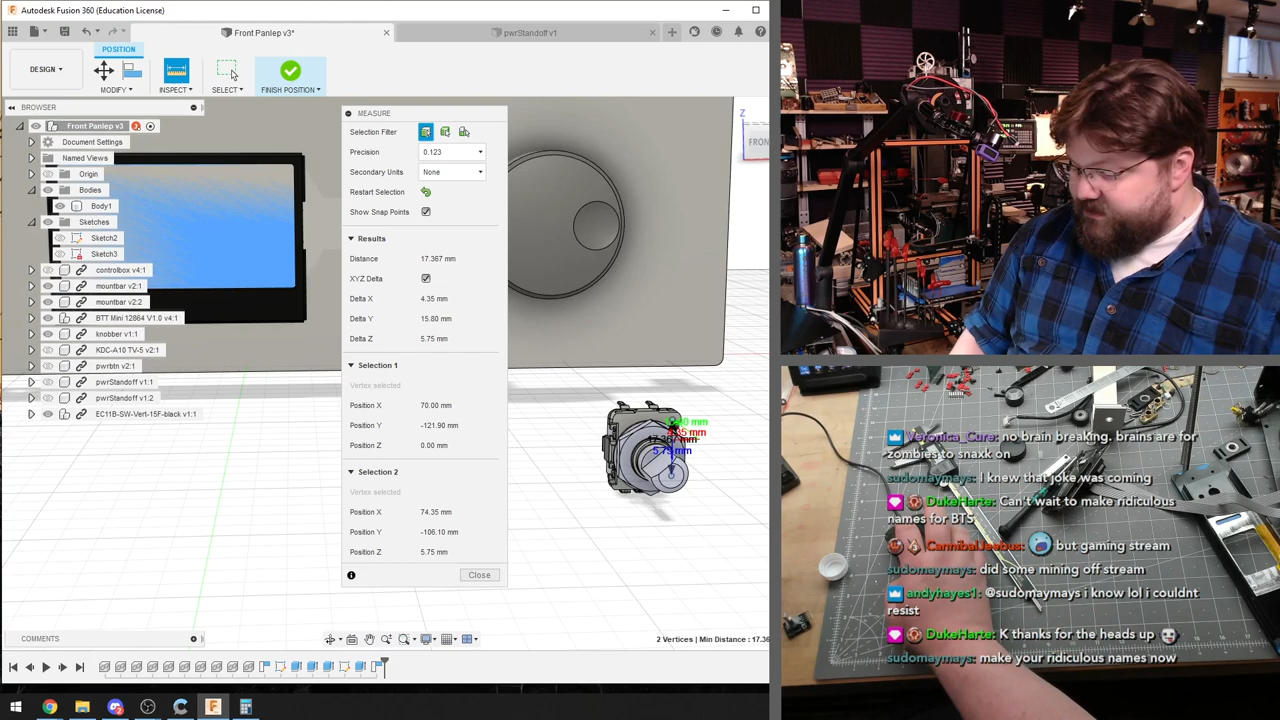 Autodesk Fusion 360 (Education License)
Front Panlep v3*
pwrStandoff v1
POSITION
DESIGN
MODIFY
INSPECT
SELECT
FINISH POSITION
BROWSER
Front Panlep v3
Document Settings
Named Views
Origin
Bodies
Body1
Sketches
Sketch2
Sketch3
controlbox v4:1
mountbar v2:1
mountbar v2:2
BTT Mini 12864 V1.0 v4:1
knobber v1:1
KDC-A10 TV-5 v2:1
pwrbtn v2:1
pwrStandoff v1:1
pwrStandoff v1:2
EC11B-SW-Vert-15F-black v1:1
MEASURE
Selection Filter
Precision 0.123
Secondary Units None
Restart Selection
Show Snap Points
Results
Distance 17.367 mm
XYZ Delta
Delta X 4.35 mm
Delta Y 15.80 mm
Delta Z 5.75 mm
Selection 1
Vertex selected
Position X 70.00 mm
Position Y -121.90 mm
Position Z 0.00 mm
Selection 2
Vertex selected
Position X 74.35 mm
Position Y -106.10 mm
Position Z 5.75 mm
Close
Z
FRON
COMMENTS
2 Vertices | Min Distance : 17.36
Veronica_Cure: no brain breaking. brains are for
zombies to snaxk on
sudomaymays: I knew that joke was coming
DukeHarte: Can't wait to make ridiculous
names for BTS
CannibalJeebus: but gaming stream
sudomaymays: did some mining off stream
andyhayes1: @sudomaymays i know lol i couldnt
resist
DukeHarte: K thanks for the heads up
sudomaymays: make your ridiculous names now